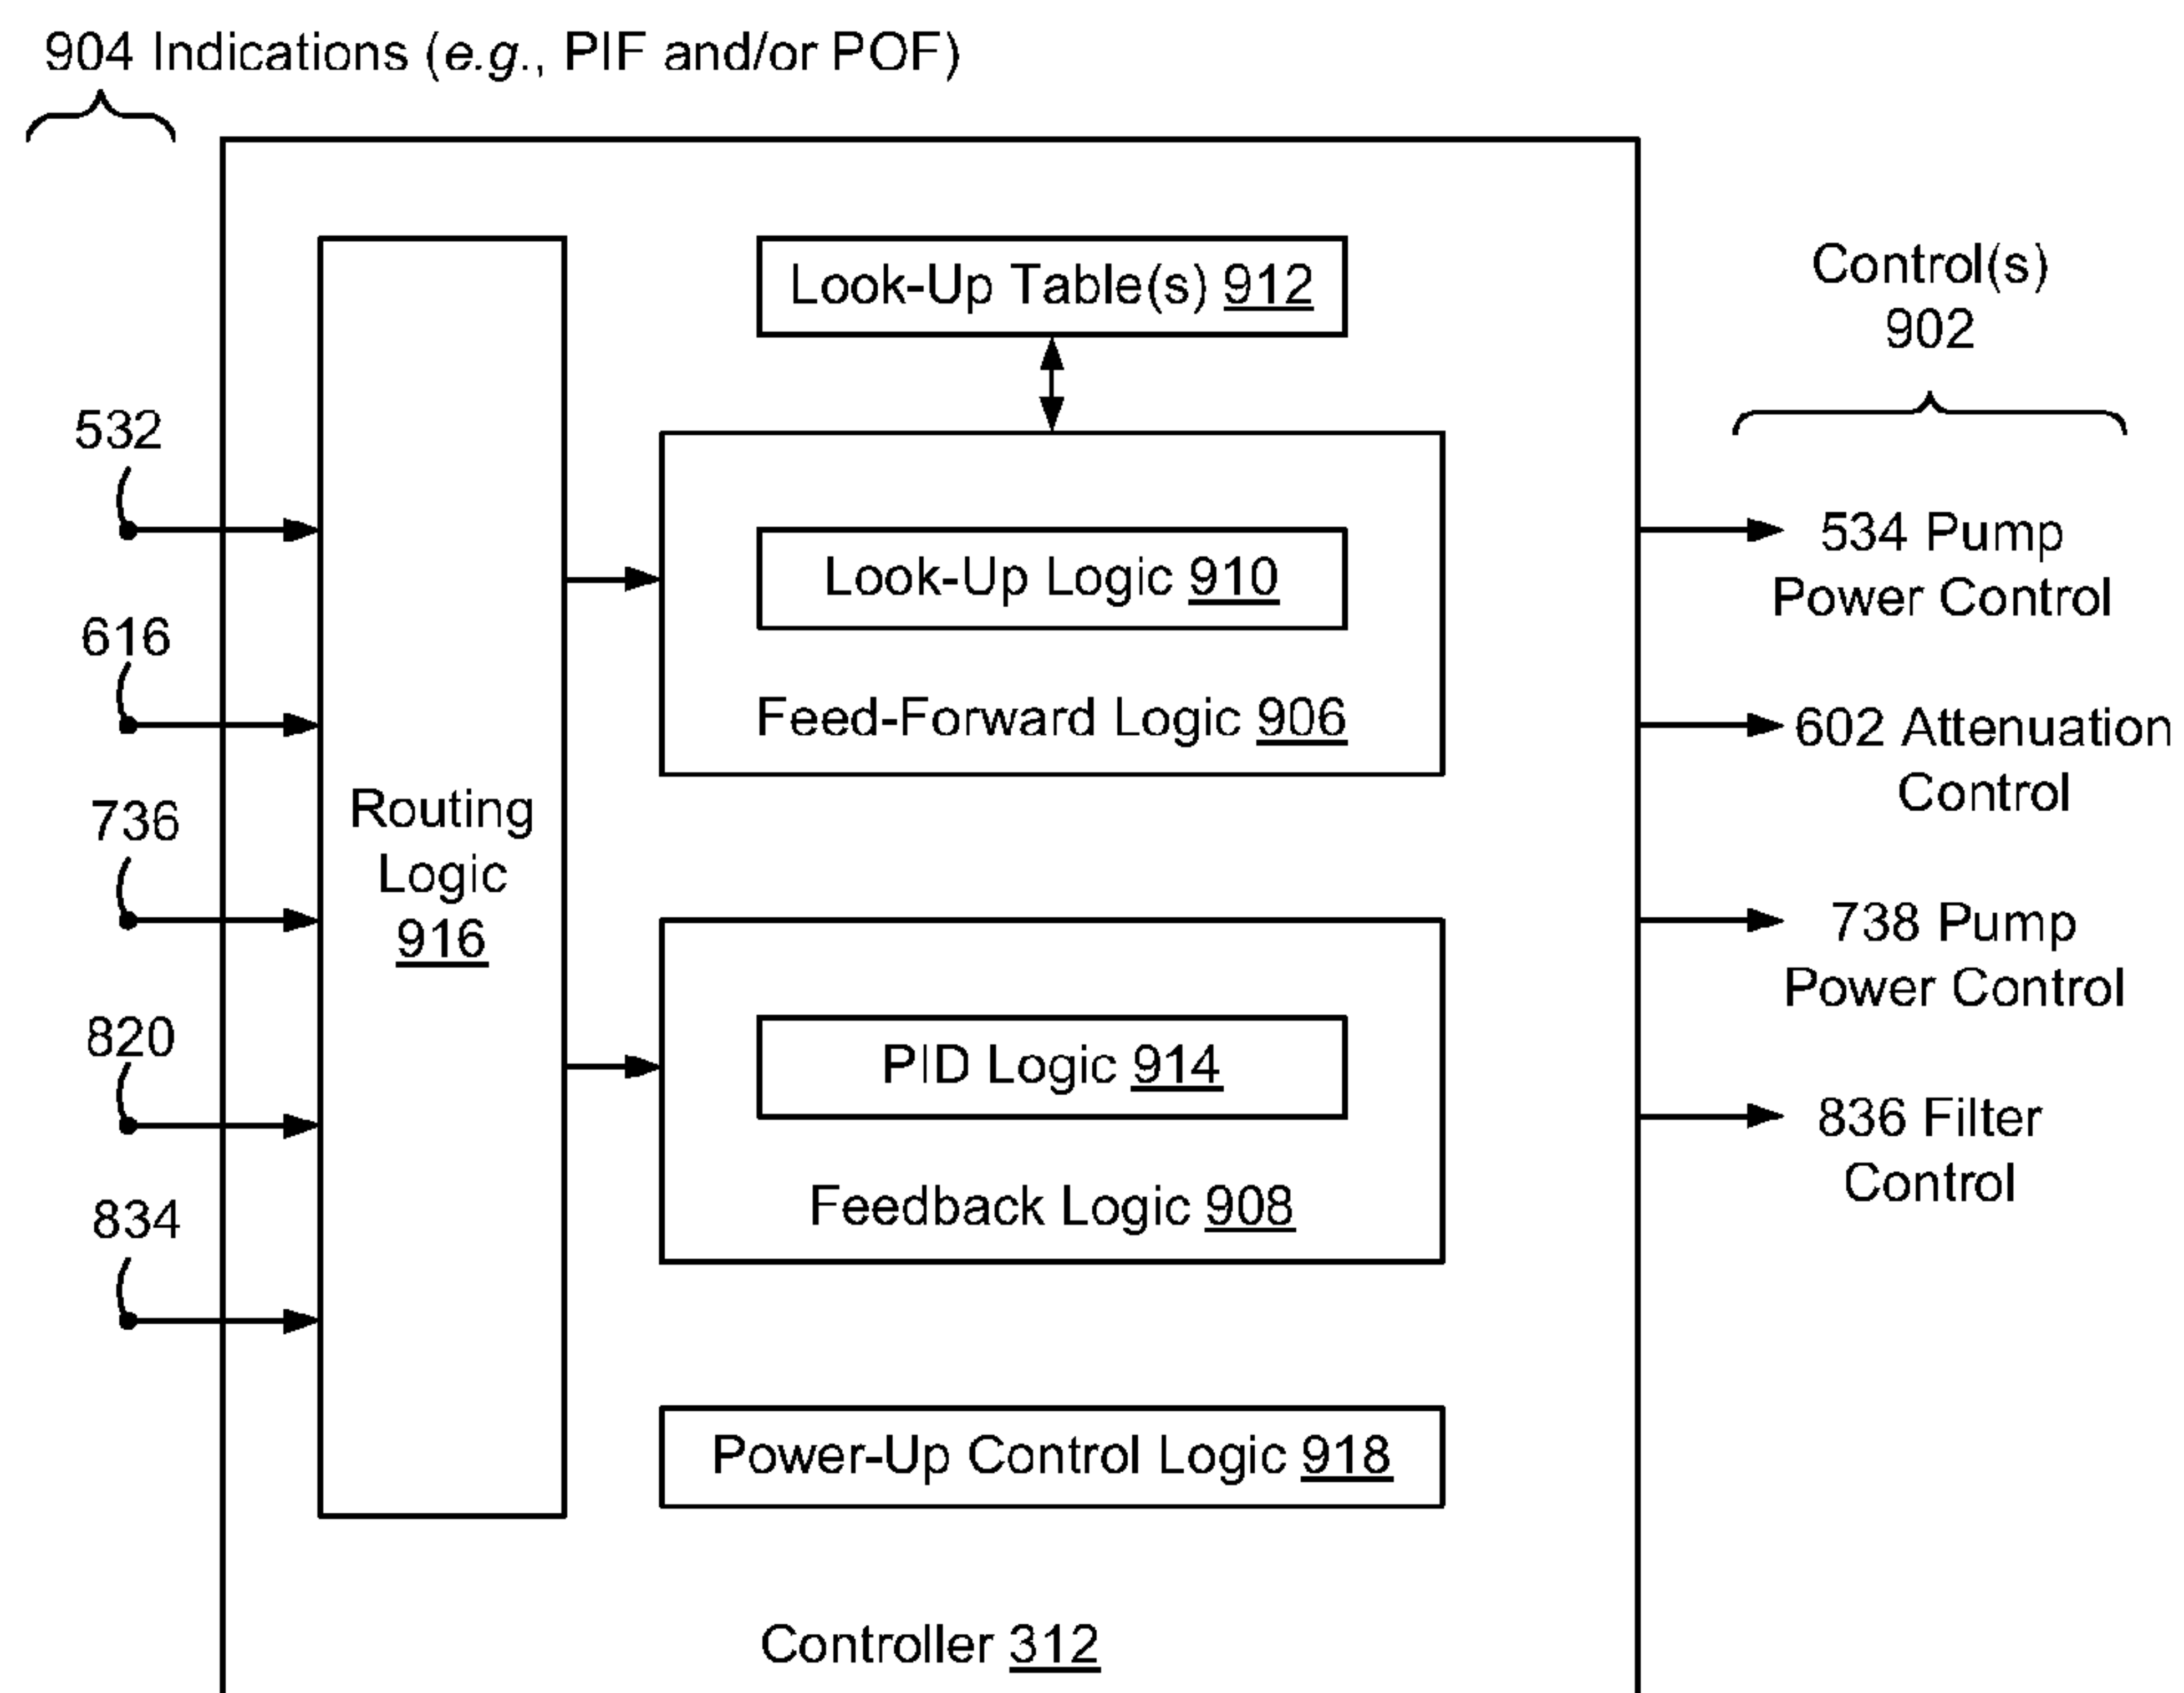 904 Indications (e.g., PIF and/or POF)
Look-Up Table(s) 912
Control(s)
902
532
534 Pump
Power Control
Look-Up Logic 910
616
Feed-Forward Logic 906
602 Attenuation
Control
Routing
Logic
916
736
738 Pump
Power Control
820
PID Logic 914
836 Filter
Control
834
Feedback Logic 908
Power-Up Control Logic 918
Controller 312